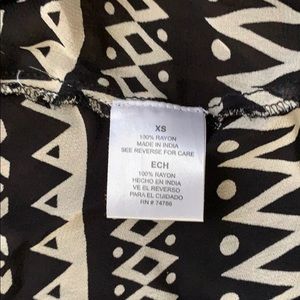 XS
100% RAYON
MADE IN INDIA
SEE REVERSE FOR CARE
ECH
100% RAYON
HECHO EN INDIA
VE EL REVERSO
PARA EL CUIDADO
RN # 74766